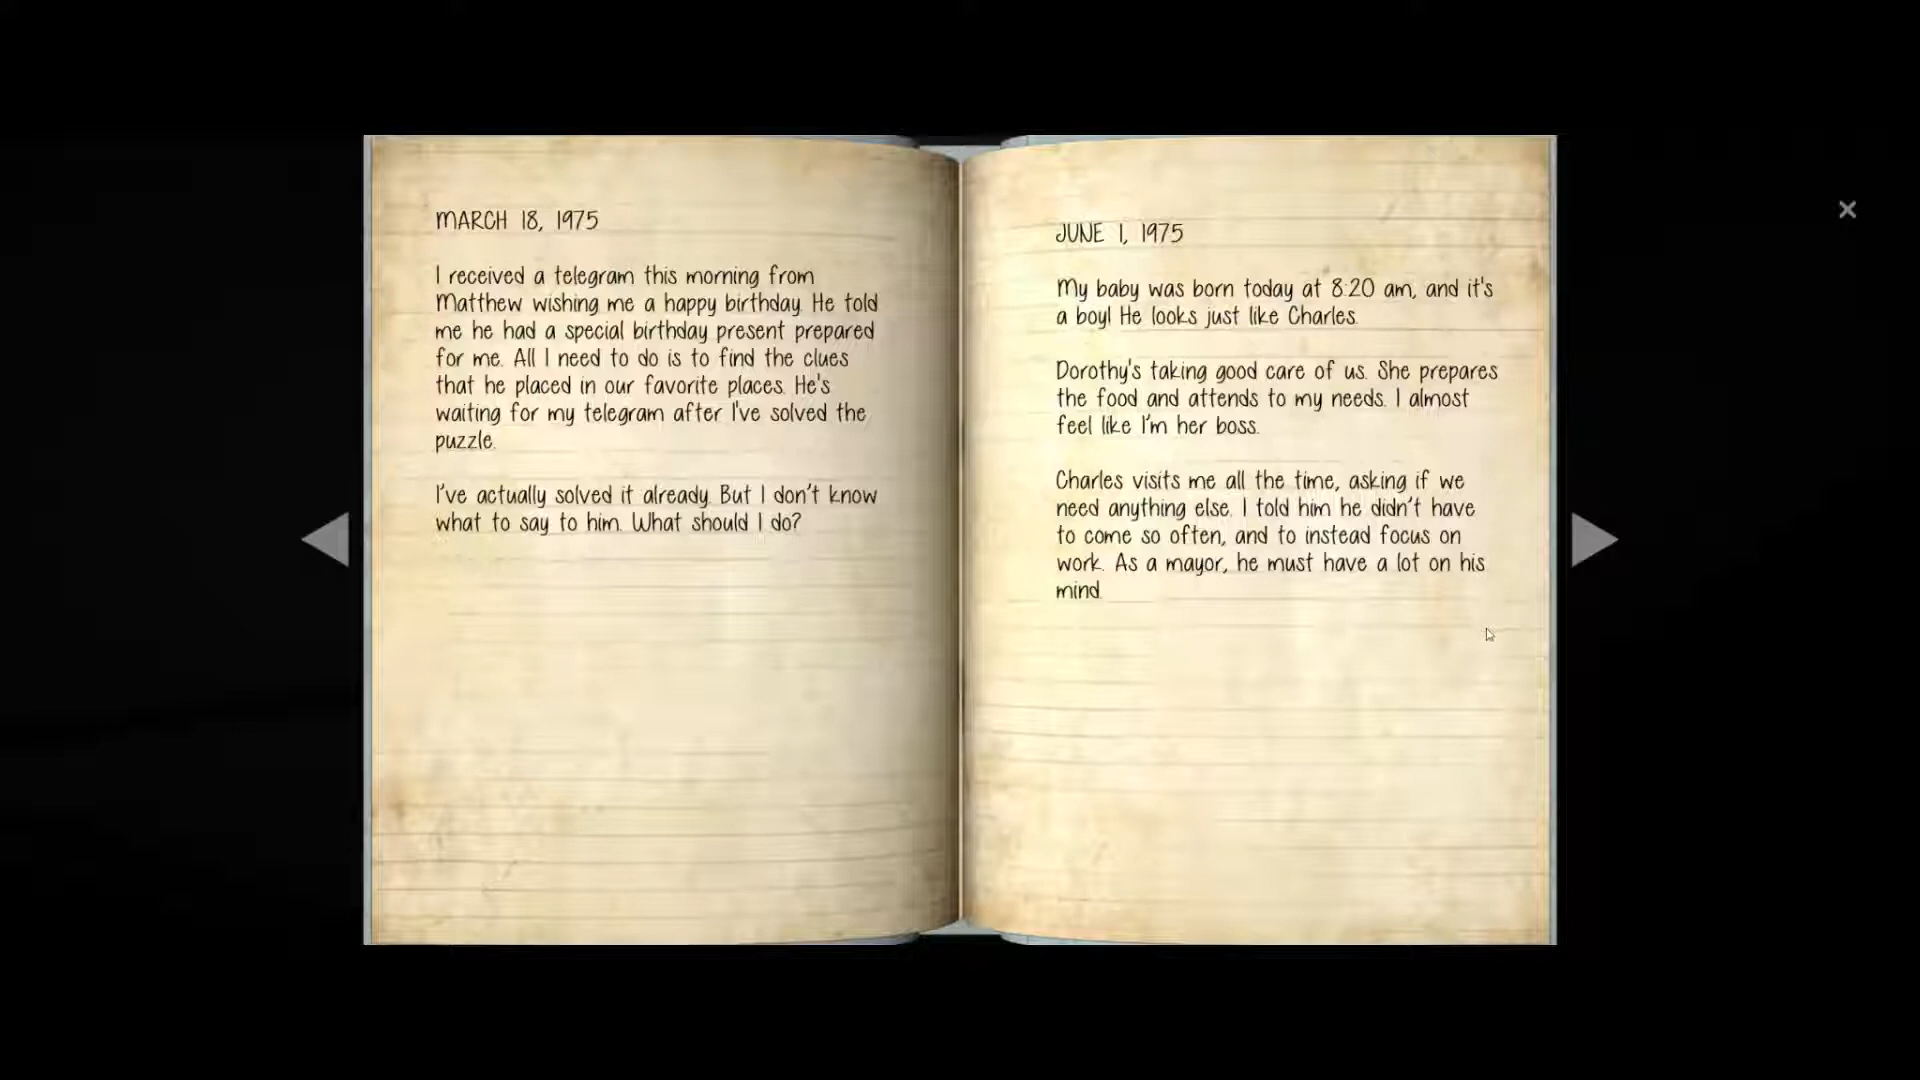 MARCH 18, 1975
I received a telegram this morning from
Matthew wishing me a happy birthday. He told
me he had a special birthday present prepared
for me. All I need to do is to find the clues
that he placed in our favorite places. He's
waiting for my telegram after I've solved the
puzzle.
I've actually solved it already. But I don't know
what to say to him. What should I do?
JUNE 1, 1975
My baby was born today at 8:20 am, and it's
a boy! He looks just like Charles.
Dorothy's taking good care of us. She prepares
the food and attends to my needs. I almost
feel like I'm her boss.
Charles visits me all the time, asking if we
need anything else. I told him he didn't have
to come so often, and to instead focus on
work. As a mayor, he must have a lot on his
mind.